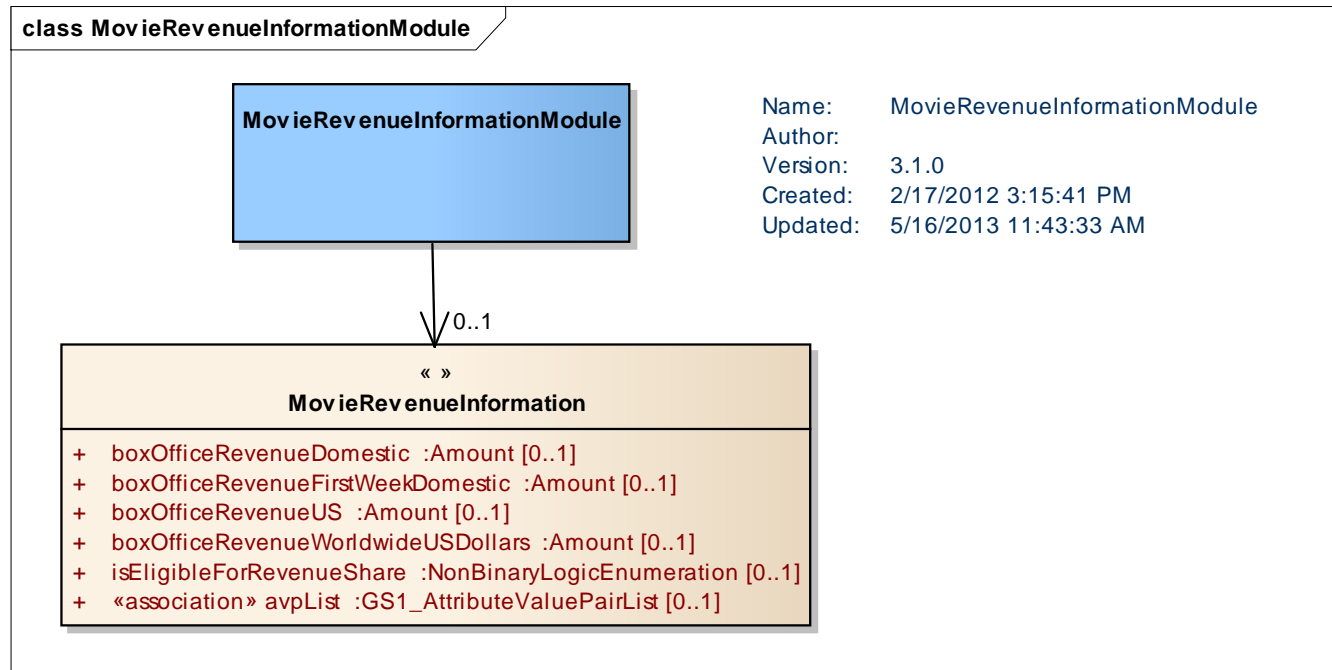 class MovieRevenueInformationModule
MovieRevenueInformationModule
Name: MovieRevenueInformationModule
Author:
Version: 3.1.0
Created: 2/17/2012 3:15:41 PM
Updated: 5/16/2013 11:43:33 AM
0..1
« »
MovieRevenueInformation
+ boxOfficeRevenueDomestic :Amount [0..1]
+ boxOfficeRevenueFirstWeekDomestic :Amount [0..1]
+ boxOfficeRevenueUS :Amount [0..1]
+ boxOfficeRevenueWorldwideUSDollars :Amount [0..1]
+ isEligibleForRevenueShare :NonBinaryLogicEnumeration [0..1]
+ «association» avpList :GS1_AttributeValuePairList [0..1]